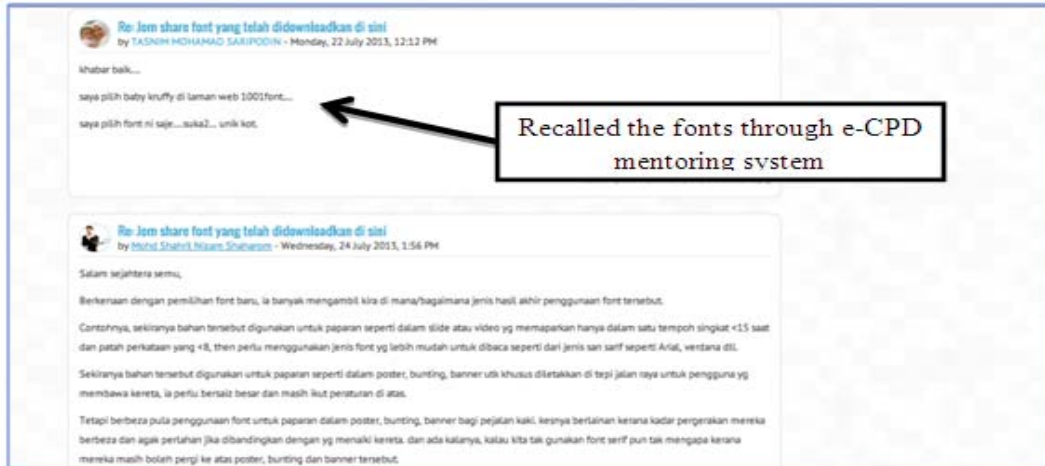 Re: Jom share font yang telah didownloadkan di sini
by TASNIM MOHAMAD SARIPODIN - Monday, 22 July 2013, 12:12 PM
khabar baik....
saya pilih baby kruffy di laman web 1001font....
saya pilih font ni saje....suka2... unik kot.
Recalled the fonts through e-CPD
mentoring system
Re: Jom share font yang telah didownloadkan di sini
by Mohd Shahril Nizam Shaharom - Wednesday, 24 July 2013, 1:56 PM
Salam sejahtera semu,
Berkenaan dengan pemilihan font baru, ia banyak mengambil kira di mana/bagaimana jenis hasil akhir penggunaan font tersebut.
Contohnya, sekiranya bahan tersebut digunakan untuk paparan seperti dalam slide atau video yg memaparkan hanya dalam satu tempoh singkat <15 saat
dan patah perkataan yang <8, then perlu menggunakan jenis font yg lebih mudah untuk dibaca seperti dari jenis san sarif seperti Arial, verdana dll.
Sekiranya bahan tersebut digunakan untuk paparan seperti dalam poster, bunting, banner utk khusus diletakkan di tepi jalan raya untuk pengguna yg
membawa kereta, ia perlu bersaiz besar dan masih ikut peraturan di atas.
Tetapi berbeza pula penggunaan font untuk paparan dalam poster, bunting, banner bagi pejalan kaki. kesnya berlainan kerana kadar pergerakan mereka
berbeza dan agak perlahan jika dibandingkan dengan yg menaiki kereta. dan ada kalanya, kalau kita tak gunakan font serif pun tak mengapa kerana
mereka masih boleh pergi ke atas poster, bunting dan banner tersebut.